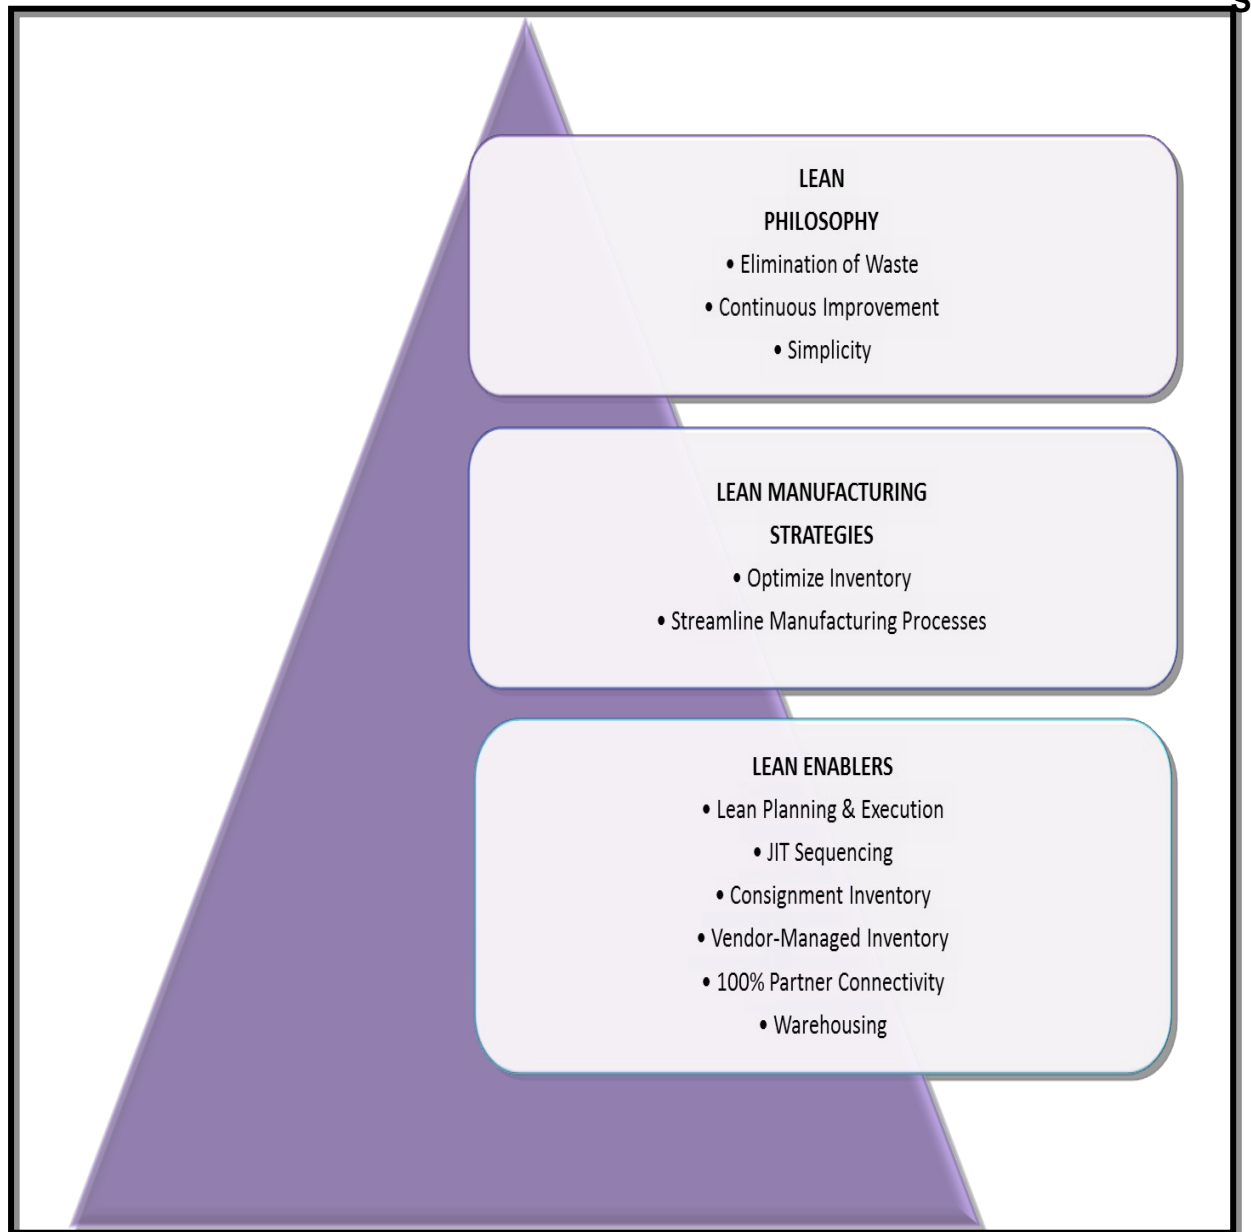 s
LEAN
PHILOSOPHY
• Elimination of Waste
• Continuous Improvement
• Simplicity
LEAN MANUFACTURING
STRATEGIES
• Optimize Inventory
• Streamline Manufacturing Processes
LEAN ENABLERS
• Lean Planning & Execution
• JIT Sequencing
• Consignment Inventory
• Vendor-Managed Inventory
• 100% Partner Connectivity
• Warehousing